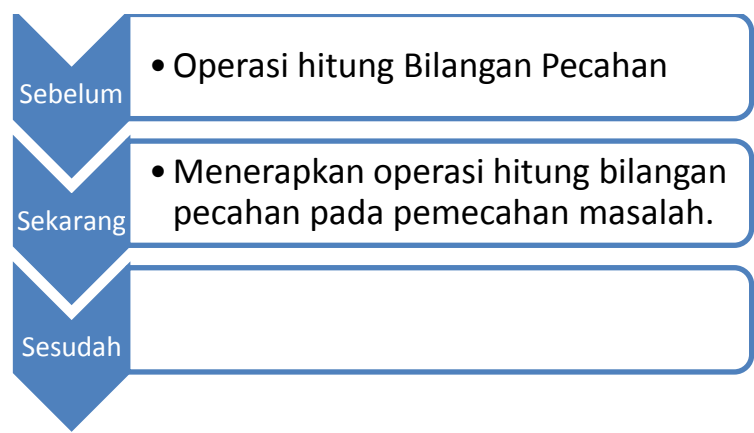 Sebelum
• Operasi hitung Bilangan Pecahan
Sekarang
• Menerapkan operasi hitung bilangan
pecahan pada pemecahan masalah.
Sesudah